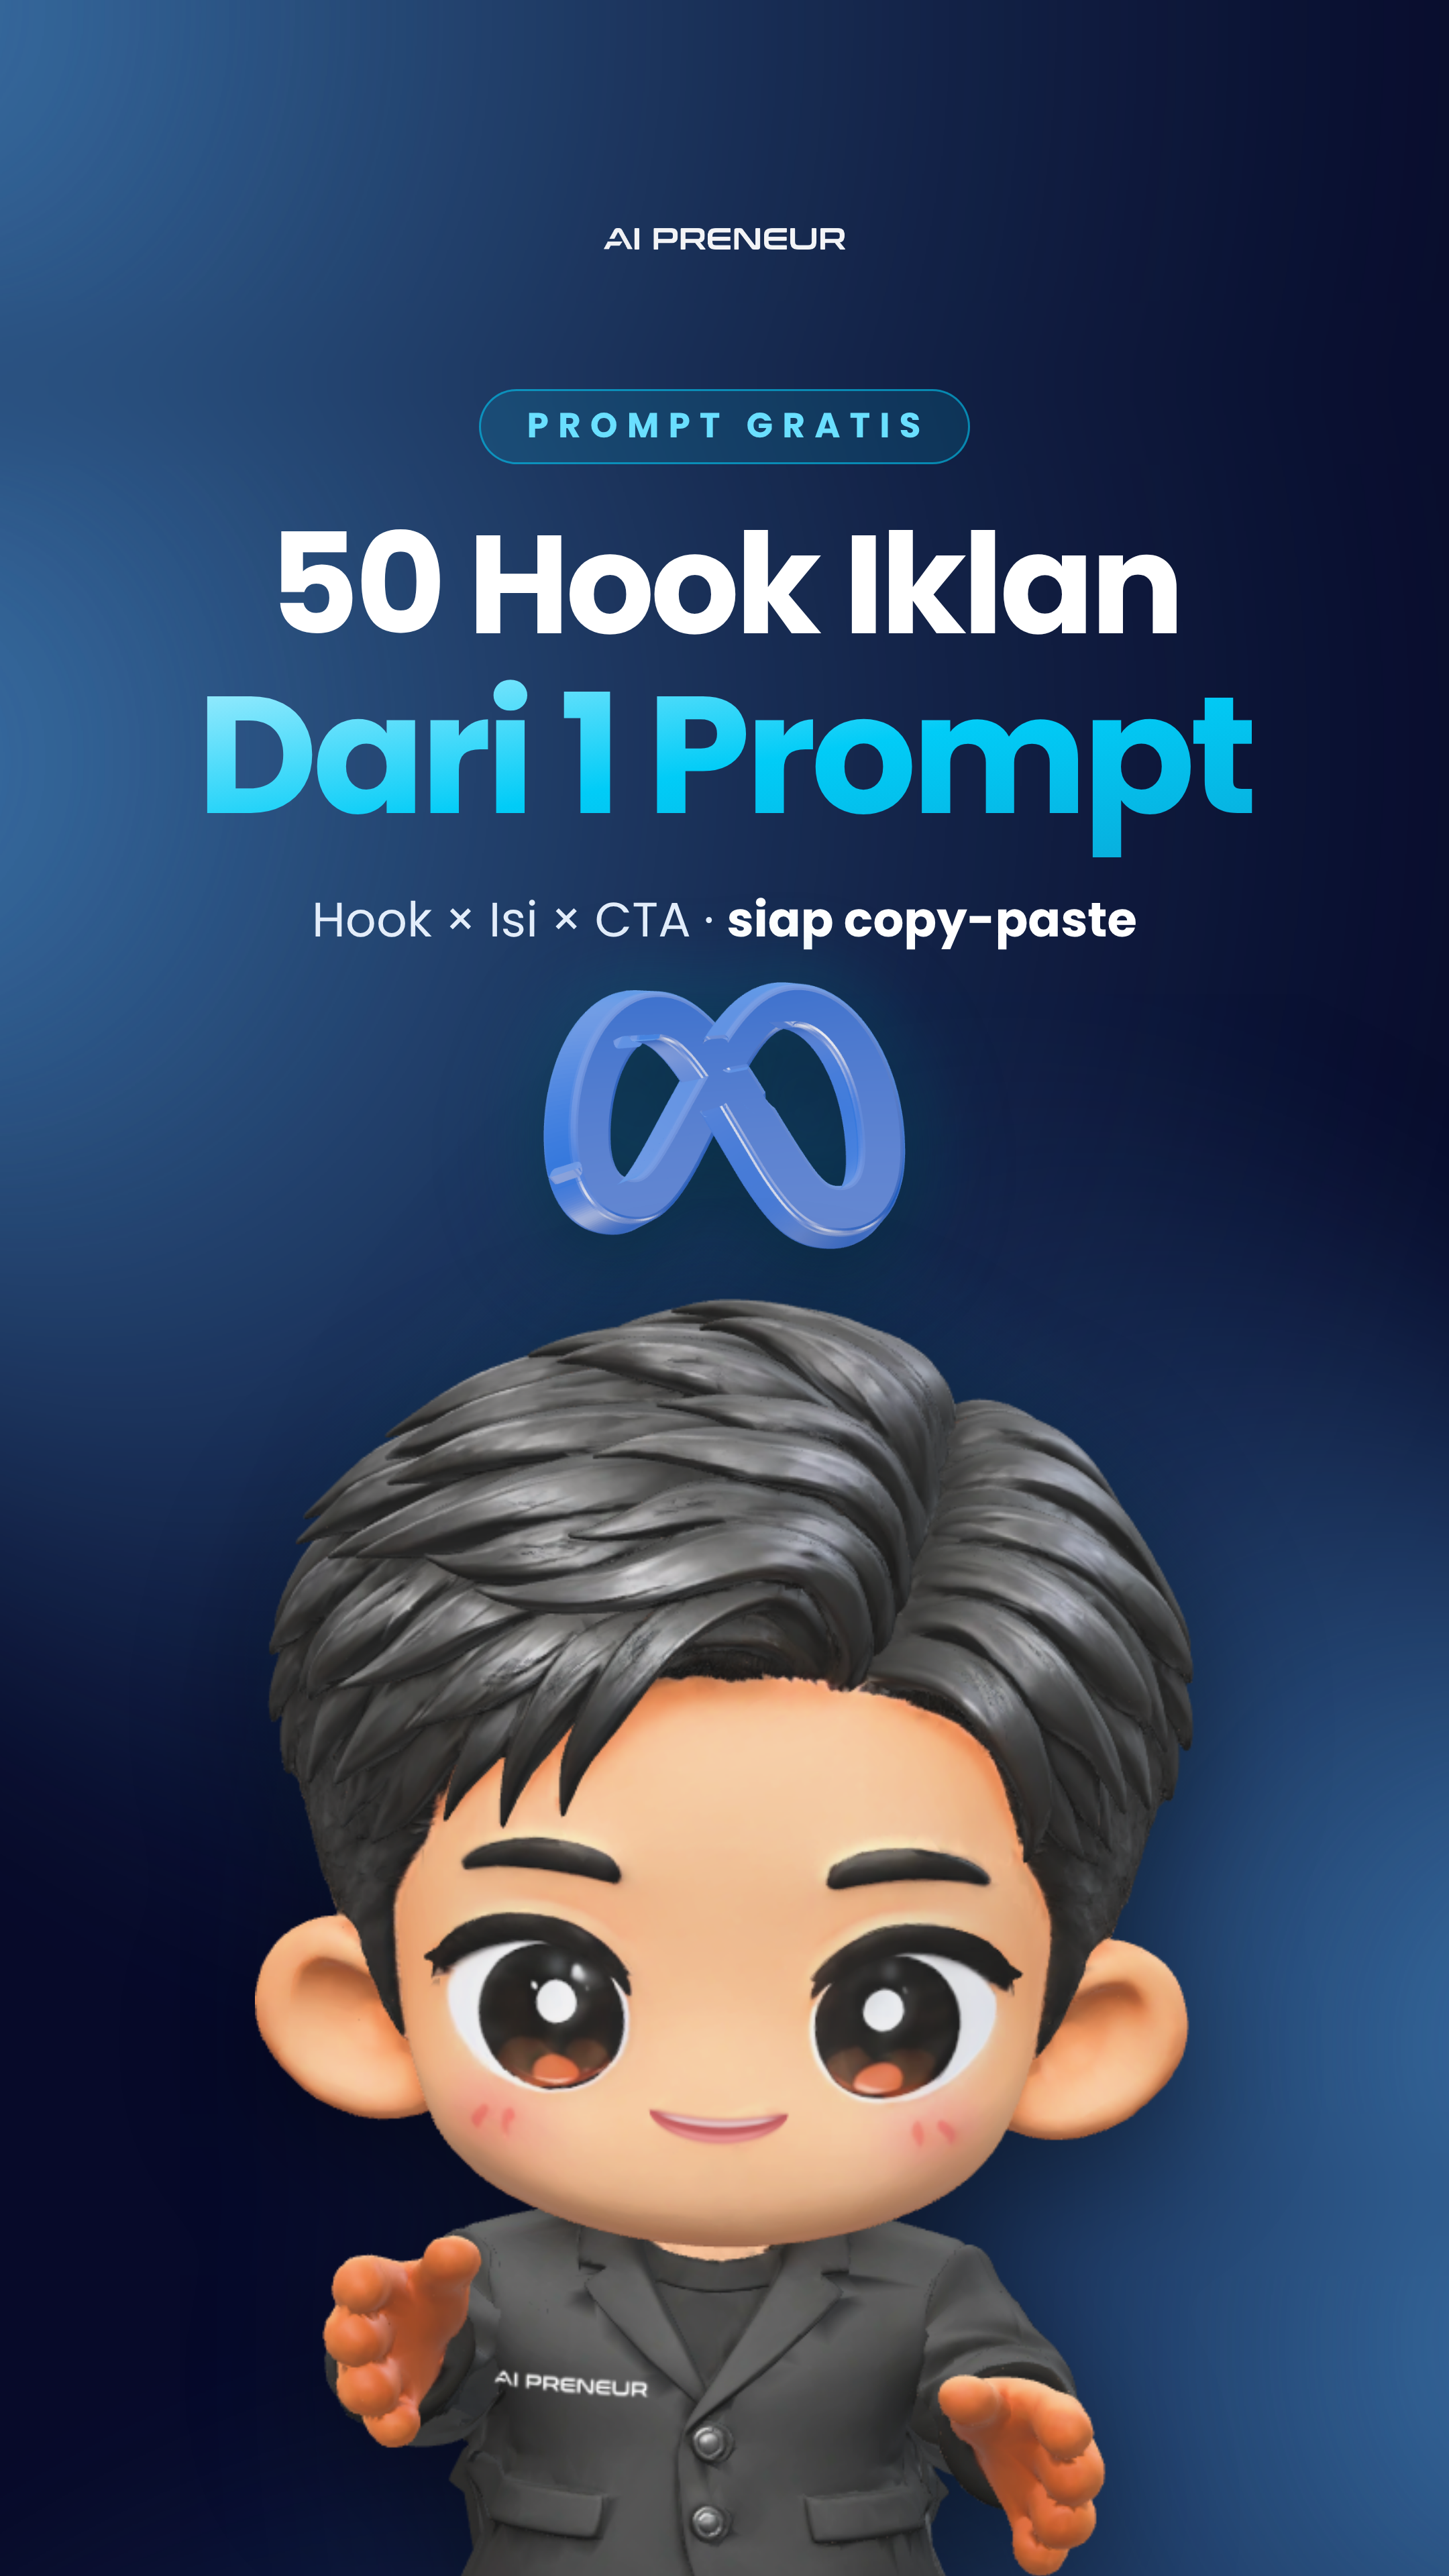 AI PRENEUR
PROMPT GRATIS
50 Hook Iklan
Dari 1 Prompt
Hook × Isi × CTA · siap copy-paste
AI PRENEUR